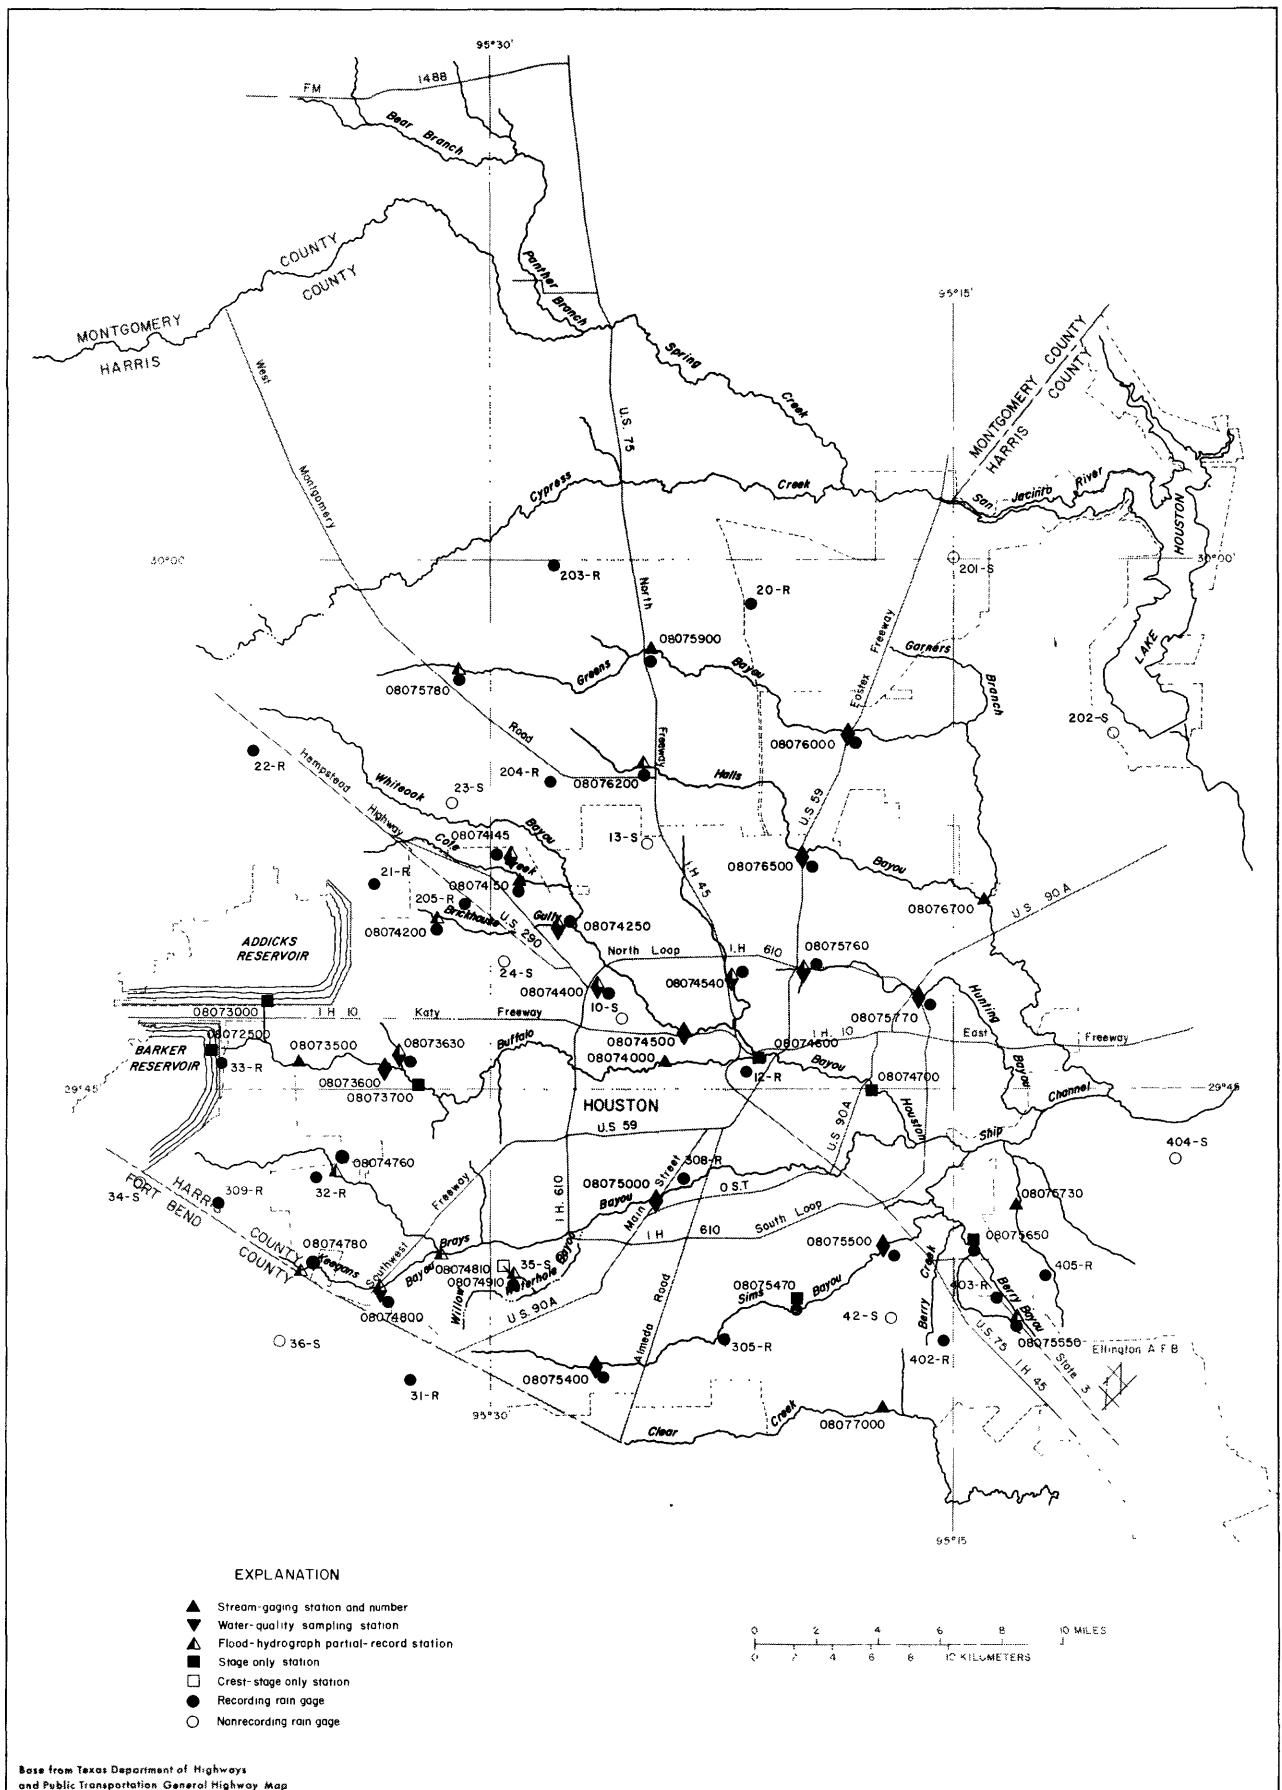 95°30'
FM
1488
Bear Branch
COUNTY
COUNTY
Panther
Branch
95°15'
MONTGOMERY
HARRIS
West
Spring
Creek
MONTGOMERY COUNTY
HARRIS COUNTY
U.S. 75
Montgomery
Cypress
Creek
San Jacinto River
HOUSTON
30°00'
203-R
North
20-R
201-S
30°00'
Freeway
08075900
Garners
LAKE
Greens
Bayou
Branch
08075780
Eastex
202-S
Road
Freeway
08076000
22-R
Hempstead
Whiteoak
204-R
08076200
Halls
23-S
U.S 59
Highway
08074145
Bayou
13-S
Cole
Creek
I.H 45
08076500
Bayou
21-R
08074150
U.S 90A
205-R
08076700
Brickhouse
Gully
08074200
U.S. 290
08074250
ADDICKS
RESERVOIR
North Loop
I.H 610
08075760
24-S
08074540
08074400
Hunting
08073000
I H 10
Katy
Freeway
10-S
08075770
08072500
I.H. 10
East
Freeway
BARKER
RESERVOIR
08073500
08073630
Buffalo
08074500
08074600
33-R
08074000
Bayou
08073600
12-R
Bayou
29°45
08073700
08074700
Channel
29°45
HOUSTON
U.S 59
U.S 90A
Houston
Ship
404-S
08074760
308-R
34-S
HARRIS
FORT BEND
309-R
32-R
Freeway
I H. 610
08075000
Street
O S.T
Bayou
Main
08075730
COUNTY
COUNTY
08074780
I H 610
South Loop
Keegans
Southwest
Brays
Bayou
35-S
Bayou
08075500
08075650
08074810
08074910
Waterhole
Willow
Creek
405-R
08075470
403-R
Berry
Bayou
08074800
U.S. 90A
Road
Sims
Bayou
42-S
Berry
36-S
Almeda
305-R
08075550
402-R
U.S. 75
I H 45
State 3
Ellington A F B
31-R
08075400
95°30
Clear
Creek
08077000
95°15
EXPLANATION
Stream-gaging station and number
Water-quality sampling station
Flood-hydrograph partial-record station
Stage only station
Crest-stage only station
Recording rain gage
Nonrecording rain gage
0 2 4 6 8 10 MILES
0 2 4 6 8 10 KILOMETERS
Base from Texas Department of Highways
and Public Transportation General Highway Map